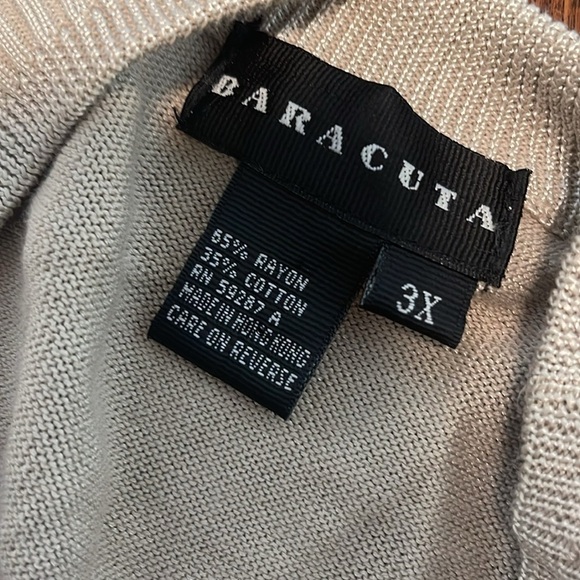 BARACUTA
3X
65% RAYON
35% COTTON
RN 59287 A
MADE IN HONG KONG
CARE ON REVERSE